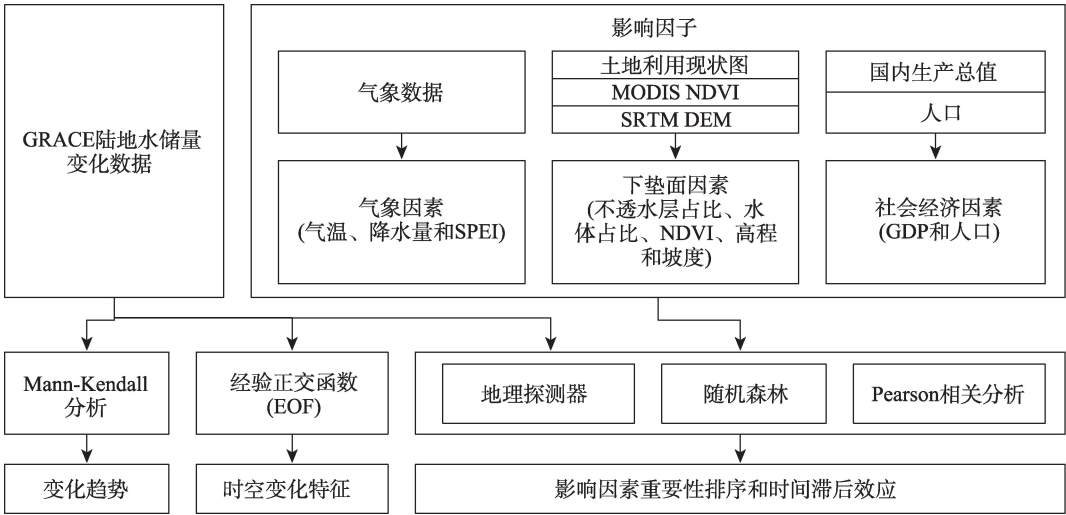 GRACE陆地水储量
变化数据
影响因子
气象数据
土地利用现状图
MODIS NDVI
SRTM DEM
国内生产总值
人口
气象因素
(气温、降水量和SPEI)
下垫面因素
(不透水层占比、水
体占比、NDVI、高程
和坡度)
社会经济因素
(GDP和人口)
Mann-Kendall
分析
经验正交函数
(EOF)
地理探测器
随机森林
Pearson相关分析
变化趋势
时空变化特征
影响因素重要性排序和时间滞后效应